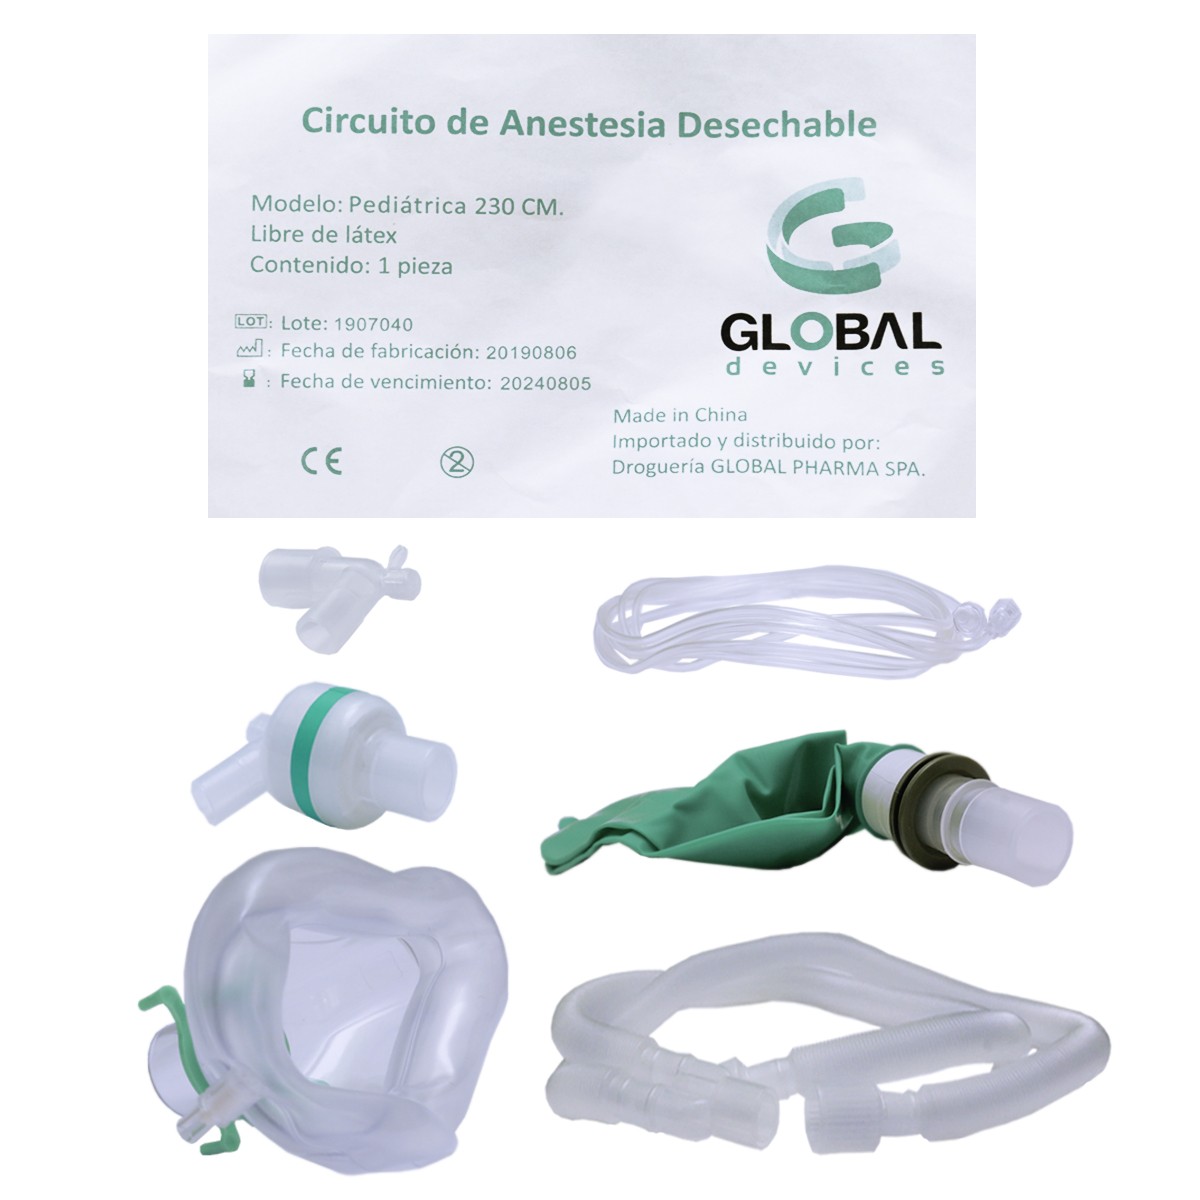 Circuito de Anestesia Desechable
Modelo: Pediátrica 230 CM.
Libre de látex
Contenido: 1 pieza
LOT: Lote: 1907040
: Fecha de fabricación: 20190806
: Fecha de vencimiento: 20240805
CE
2
GLOBAL
devices
Made in China
Importado y distribuido por:
Droguería GLOBAL PHARMA SPA.